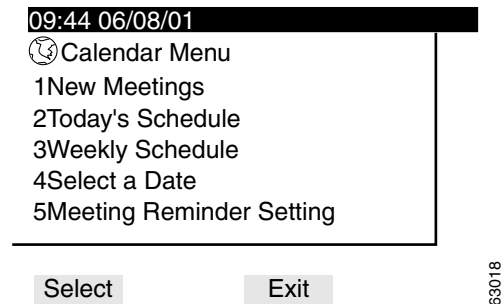 09:44 06/08/01
Calendar Menu
1New Meetings
2Today's Schedule
3Weekly Schedule
4Select a Date
5Meeting Reminder Setting
Select Exit
63018